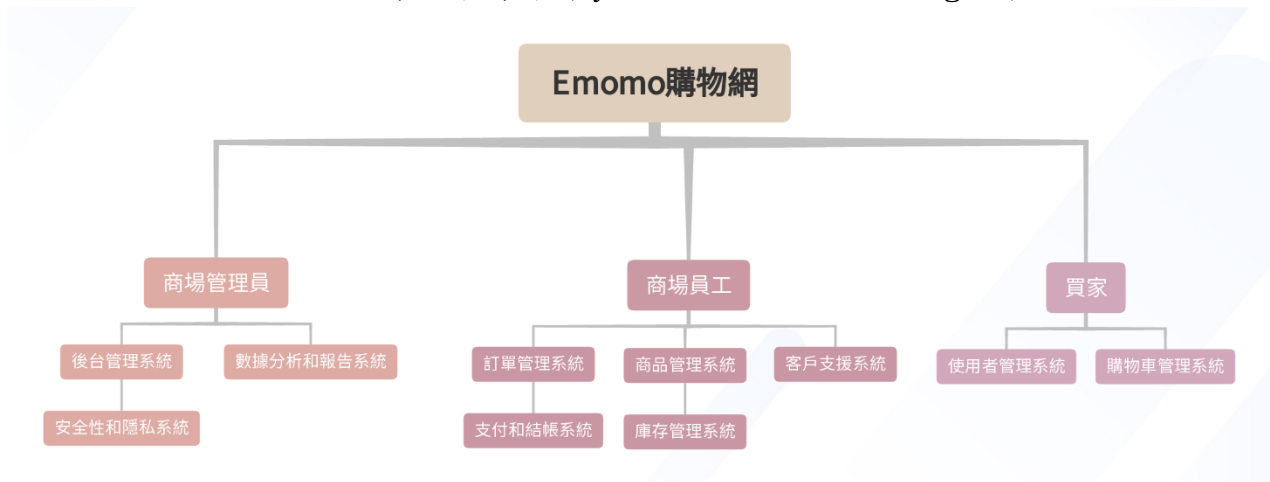 Emomo購物網
商場管理員
商場員工
買家
後台管理系統
數據分析和報告系統
訂單管理系統
商品管理系統
客戶支援系統
使用者管理系統
購物車管理系統
安全性和隱私系統
支付和結帳系統
庫存管理系統